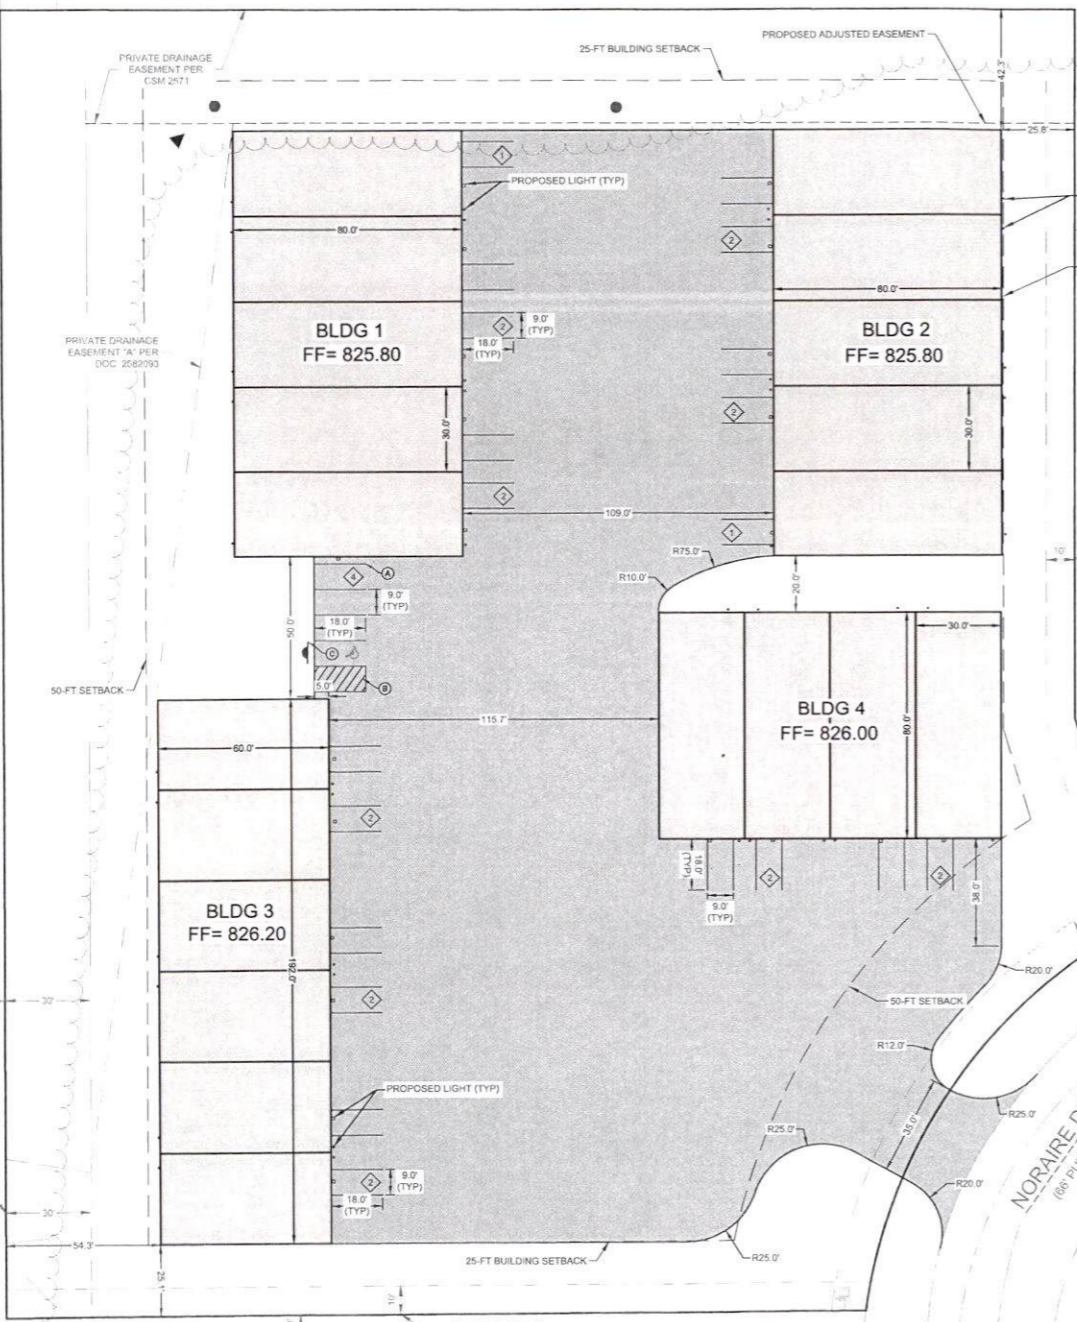 PROPOSED ADJUSTED EASEMENT
25-FT BUILDING SETBACK
PRIVATE DRAINAGE
EASEMENT PER
CSM 2571
42.3'
25.8'
1
PROPOSED LIGHT (TYP)
2
80.0'
80.0'
BLDG 1
FF= 825.80
2
9.0'
(TYP)
18.0'
(TYP)
BLDG 2
FF= 825.80
PRIVATE DRAINAGE
EASEMENT "A" PER
DOC 2582093
2
30.0'
30.0'
2
109.0'
1
R75.0'
10'
4
A
R10.0'
20.0'
9.0'
(TYP)
50.0'
18.0'
(TYP)
30.0'
C
50-FT SETBACK
5.0'
B
115.7'
BLDG 4
FF= 826.00
80.0'
60.0'
2
18.0'
(TYP)
2
2
9.0'
(TYP)
38.0'
BLDG 3
FF= 826.20
192.0'
R20.0'
30'
2
50-FT SETBACK
R12.0'
PROPOSED LIGHT (TYP)
35.0'
R25.0'
R25.0'
NORAIRE D
(66' PU
2
9.0'
(TYP)
18.0'
(TYP)
R20.0'
30'
54.3'
25-FT BUILDING SETBACK
R25.0'
25.1'
10'